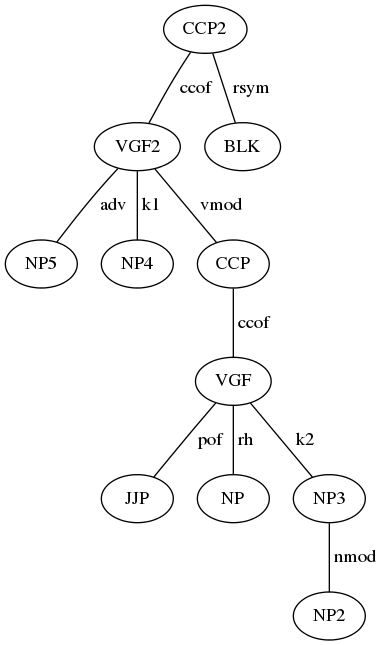 CCP2
ccof rsym
VGF2 BLK
adv k1 vmod
NP5 NP4 CCP
ccof
VGF
pof rh k2
JJP NP NP3
nmod
NP2